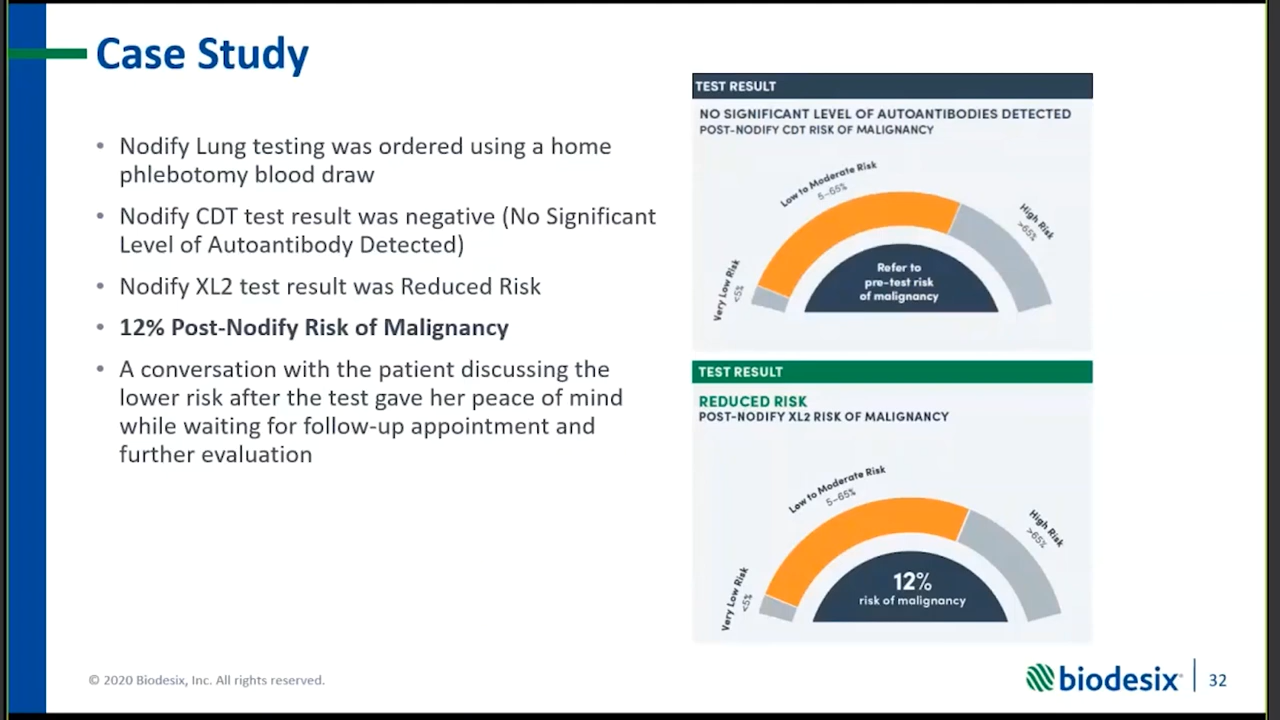 Case Study
• Nodify Lung testing was ordered using a home
phlebotomy blood draw
• Nodify CDT test result was negative (No Significant
Level of Autoantibody Detected)
• Nodify XL2 test result was Reduced Risk
• 12% Post-Nodify Risk of Malignancy
• A conversation with the patient discussing the
lower risk after the test gave her peace of mind
while waiting for follow-up appointment and
further evaluation
TEST RESULT
NO SIGNIFICANT LEVEL OF AUTOANTIBODIES DETECTED
POST-NODIFY CDT RISK OF MALIGNANCY
Very Low Risk
<5%
Low to Moderate Risk
5-65%
High Risk
>65%
Refer to
pre-test risk
of malignancy
TEST RESULT
REDUCED RISK
POST-NODIFY XL2 RISK OF MALIGNANCY
Very Low Risk
<5%
Low to Moderate Risk
5-65%
High Risk
>65%
12%
risk of malignancy
© 2020 Biodesix, Inc. All rights reserved.
biodesix
32